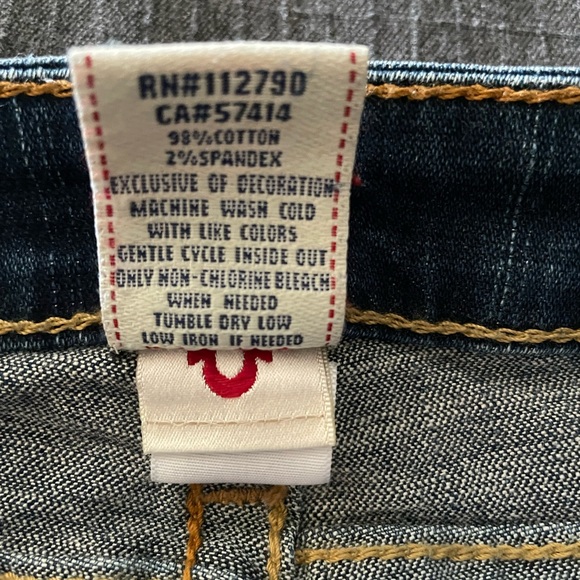 RN#112790
CA#57414
98%COTTON
2%SPANDEX
EXCLUSIVE OF DECORATION
MACHINE WASH COLD
WITH LIKE COLORS
GENTLE CYCLE INSIDE OUT
ONLY NON-CHLORINE BLEACH
WHEN NEEDED
TUMBLE DRY LOW
LOW IRON IF NEEDED